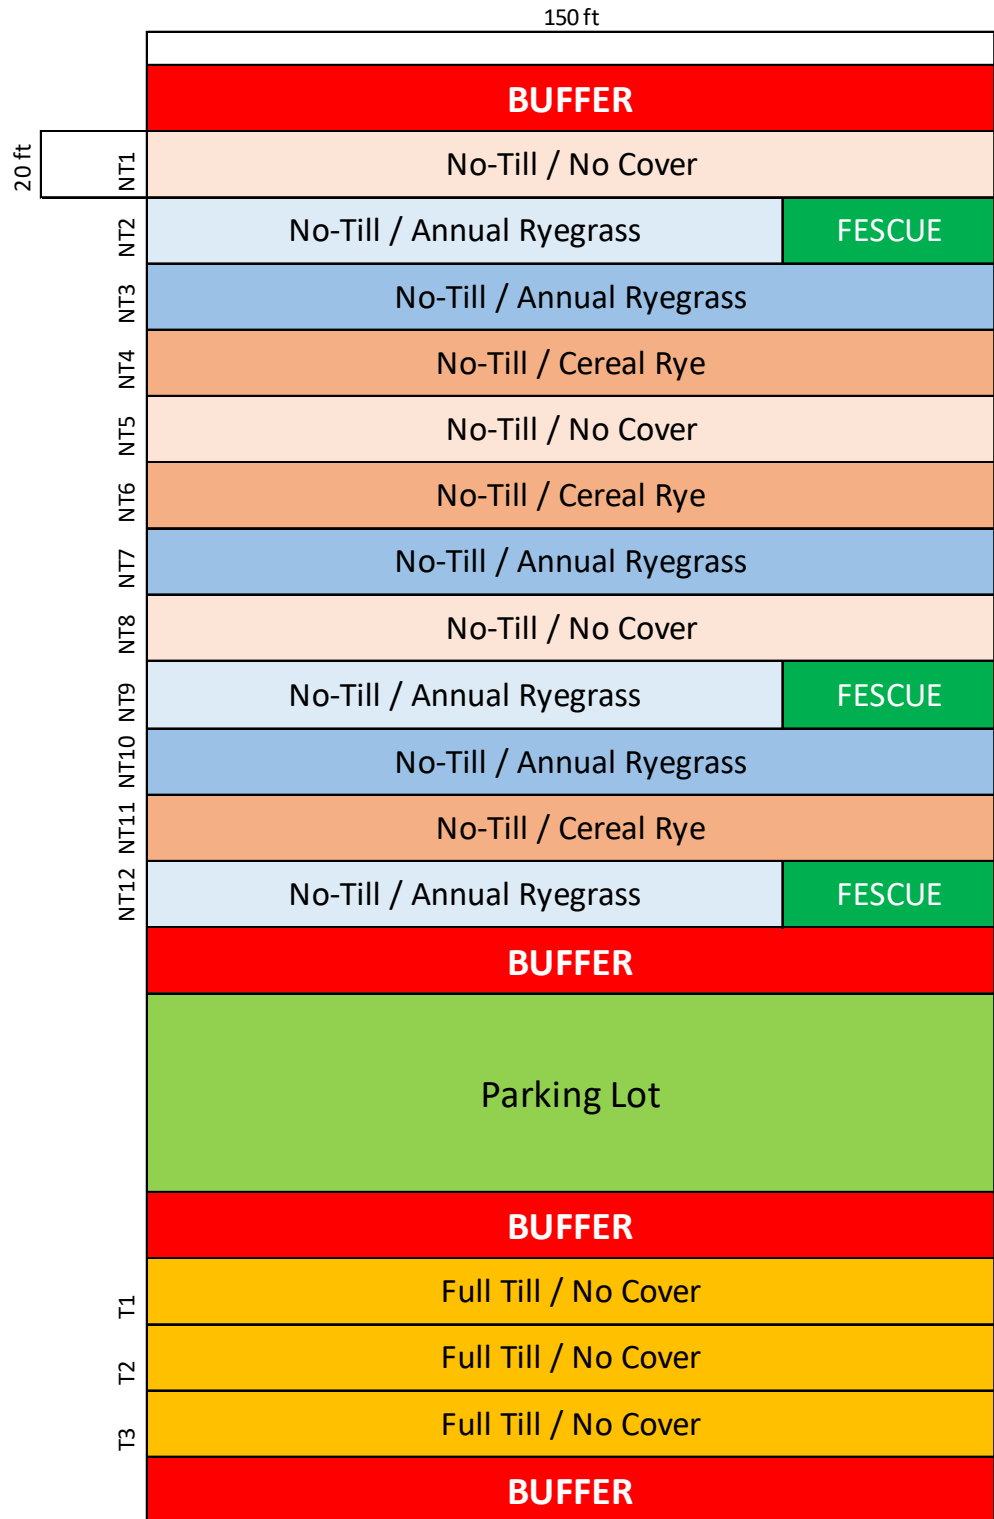 150 ft
BUFFER
20 ft
NT1
No-Till / No Cover
NT2
No-Till / Annual Ryegrass
FESCUE
NT3
No-Till / Annual Ryegrass
NT4
No-Till / Cereal Rye
NT5
No-Till / No Cover
NT6
No-Till / Cereal Rye
NT7
No-Till / Annual Ryegrass
NT8
No-Till / No Cover
NT9
No-Till / Annual Ryegrass
FESCUE
NT10
No-Till / Annual Ryegrass
NT11
No-Till / Cereal Rye
NT12
No-Till / Annual Ryegrass
FESCUE
BUFFER
Parking Lot
BUFFER
T1
Full Till / No Cover
T2
Full Till / No Cover
T3
Full Till / No Cover
BUFFER